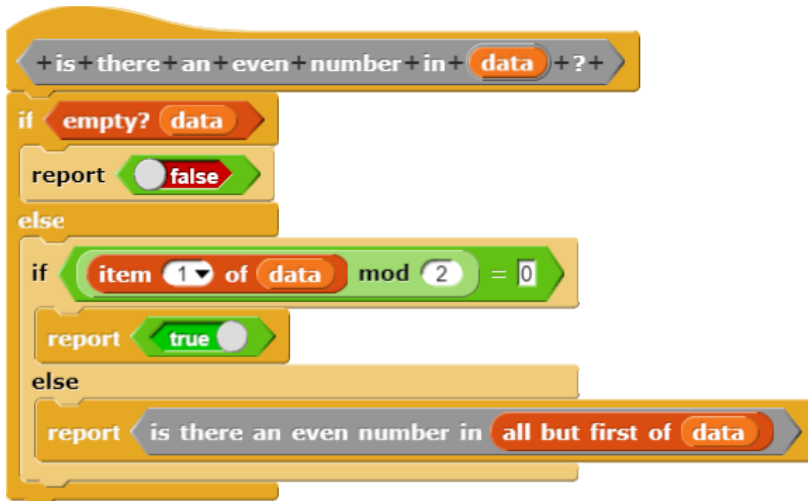 +is+there+an+even+number+in+ data +?+
if empty? data
report false
else
if item 1 of data mod 2 = 0
report true
else
report is there an even number in all but first of data